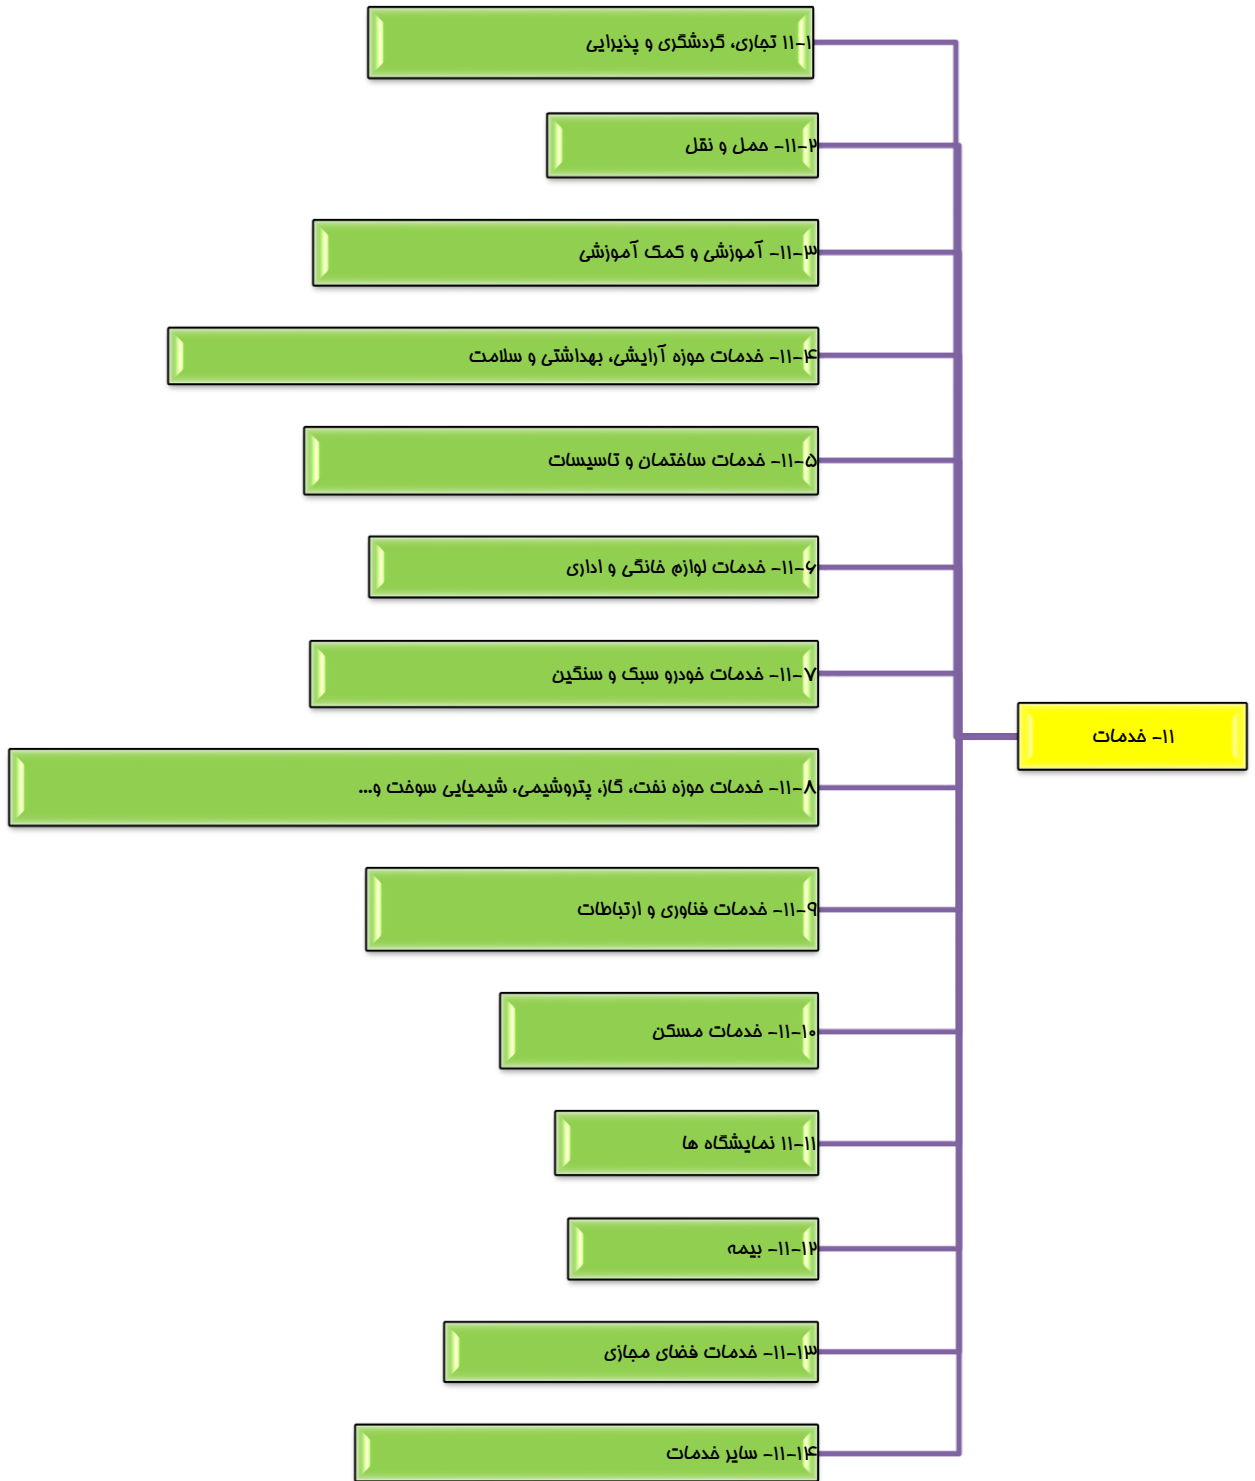 ۱۱-۱ تجاری، گردشگری و پذیرایی
۱۱-۲- حمل و نقل
۱۱-۳- آموزشی و کمک آموزشی
۱۱-۴- خدمات حوزه آرایشی، بهداشتی و سلامت
۱۱-۵- خدمات ساختمان و تاسیسات
۱۱-۶- خدمات لوازم خانگی و اداری
۱۱-۷- خدمات خودرو سبک و سنگین
۱۱- خدمات
۱۱-۸- خدمات حوزه نفت، گاز، پتروشیمی، شیمیایی سوخت و...
۱۱-۹- خدمات فناوری و ارتباطات
۱۱-۱۰- خدمات مسکن
۱۱-۱۱ نمایشگاه ها
۱۱-۱۲- بیمه
۱۱-۱۳- خدمات فضای مجازی
۱۱-۱۴- سایر خدمات